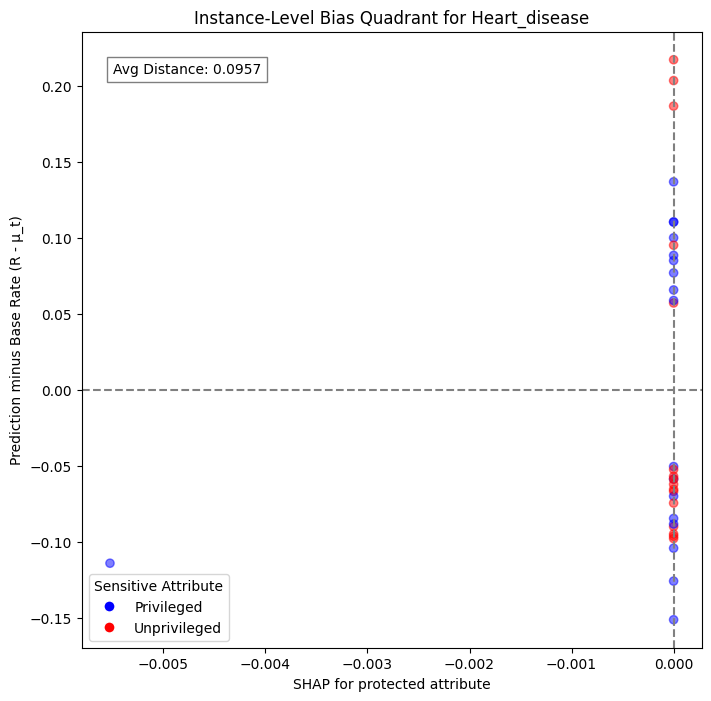 Instance-Level Bias Quadrant for Heart_disease
Avg Distance: 0.0957
Prediction minus Base Rate (R - μ_t)
0.20
0.15
0.10
0.05
0.00
−0.05
−0.10
−0.15
Sensitive Attribute
Privileged
Unprivileged
−0.005
−0.004
−0.003
−0.002
−0.001
0.000
SHAP for protected attribute